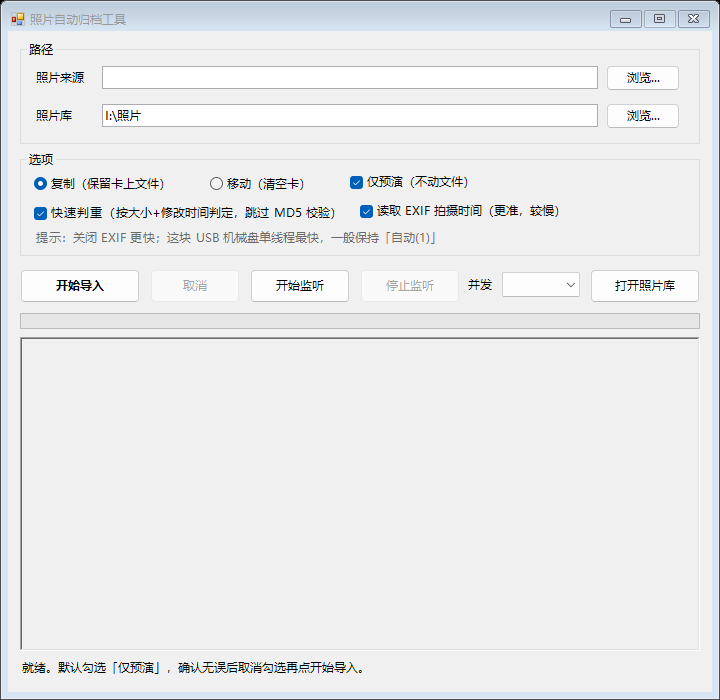 照片自动归档工具
路径
照片来源 浏览...
照片库 I:\照片 浏览...
选项
复制（保留卡上文件） 移动（清空卡） 仅预演（不动文件）
快速判重（按大小+修改时间判定，跳过 MD5 校验） 读取 EXIF 拍摄时间（更准，较慢）
提示：关闭 EXIF 更快；这块 USB 机械盘单线程最快，一般保持「自动(1)」
开始导入 取消 开始监听 停止监听 并发 打开照片库
就绪。默认勾选「仅预演」，确认无误后取消勾选再点开始导入。